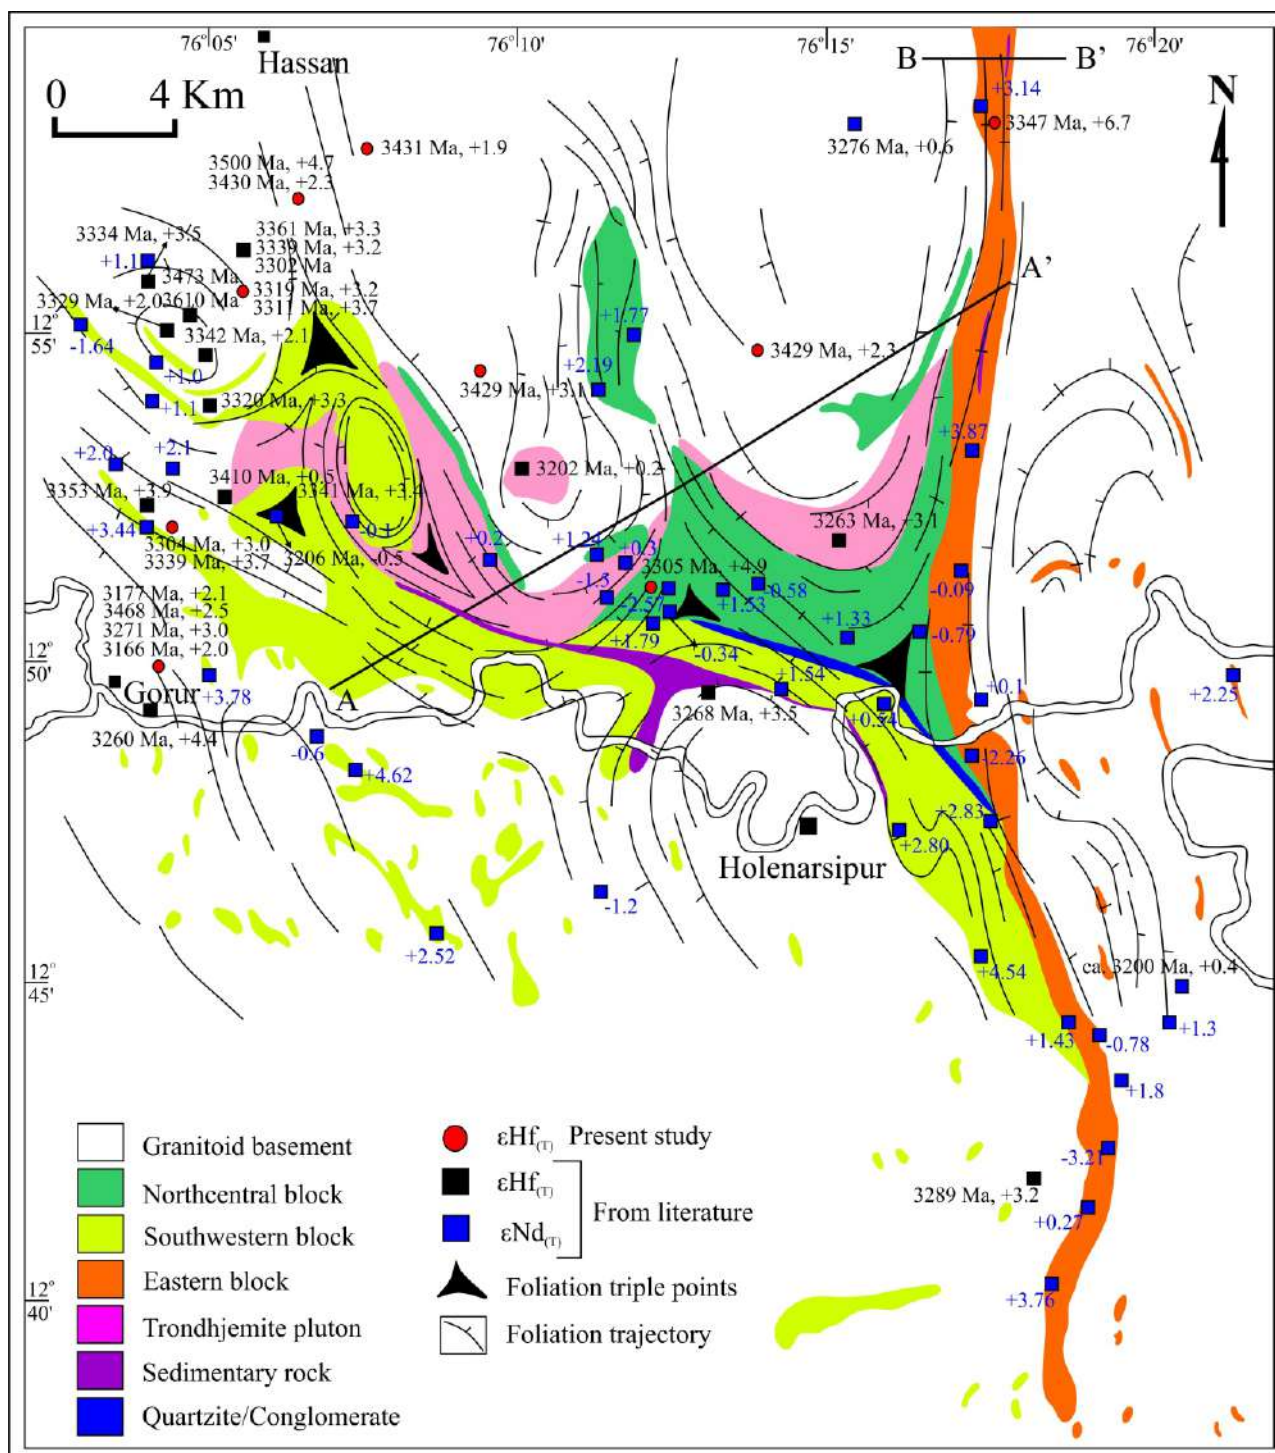 76°05'
76°10'
76°15'
76°20'
Hassan
0 4 Km
B B'
N
+3.14
3347 Ma, +6.7
3276 Ma, +0.6
3431 Ma, +1.9
3500 Ma, +4.7
3430 Ma, +2.3
3361 Ma, +3.3
3339 Ma, +3.2
3302 Ma
3319 Ma, +3.2
3311 Ma, +3.7
3334 Ma, +3.5
+1.1
3473 Ma
3610 Ma
3329 Ma, +2.0
3342 Ma, +2.1
A'
12°
55'
-1.64
+1.0
+1.1
3320 Ma, +3.3
+1.77
+2.19
3429 Ma, +3.1
3429 Ma, +2.3
+3.87
+2.0
+2.1
3410 Ma, +0.5
3341 Ma, +3.4
3353 Ma, +3.9
+3.44
3304 Ma, +3.0
3339 Ma, +3.7
3206 Ma, -0.5
-0.1
+0.2
3202 Ma, +0.2
3263 Ma, +3.1
+1.24
+0.3
3305 Ma, +4.9
-1.5
-2.57
+1.53
-0.58
-0.09
+1.79
-0.34
+1.33
-0.79
3177 Ma, +2.1
3468 Ma, +2.5
3271 Ma, +3.0
3166 Ma, +2.0
12°
50'
Gorur
+3.78
A
3260 Ma, +4.4
-0.6
+4.62
3268 Ma, +3.5
+1.54
+0.54
+0.1
+2.25
-2.26
+2.83
+2.80
Holenarsipur
-1.2
+2.52
+4.54
12°
45'
ca. 3200 Ma, +0.4
+1.3
+1.43
-0.78
+1.8
-3.21
3289 Ma, +3.2
+0.27
+3.76
12°
40'
Granitoid basement
Northcentral block
Southwestern block
Eastern block
Trondhjemite pluton
Sedimentary rock
Quartzite/Conglomerate
εHf(T) Present study
εHf(T)
From literature
εNd(T)
Foliation triple points
Foliation trajectory